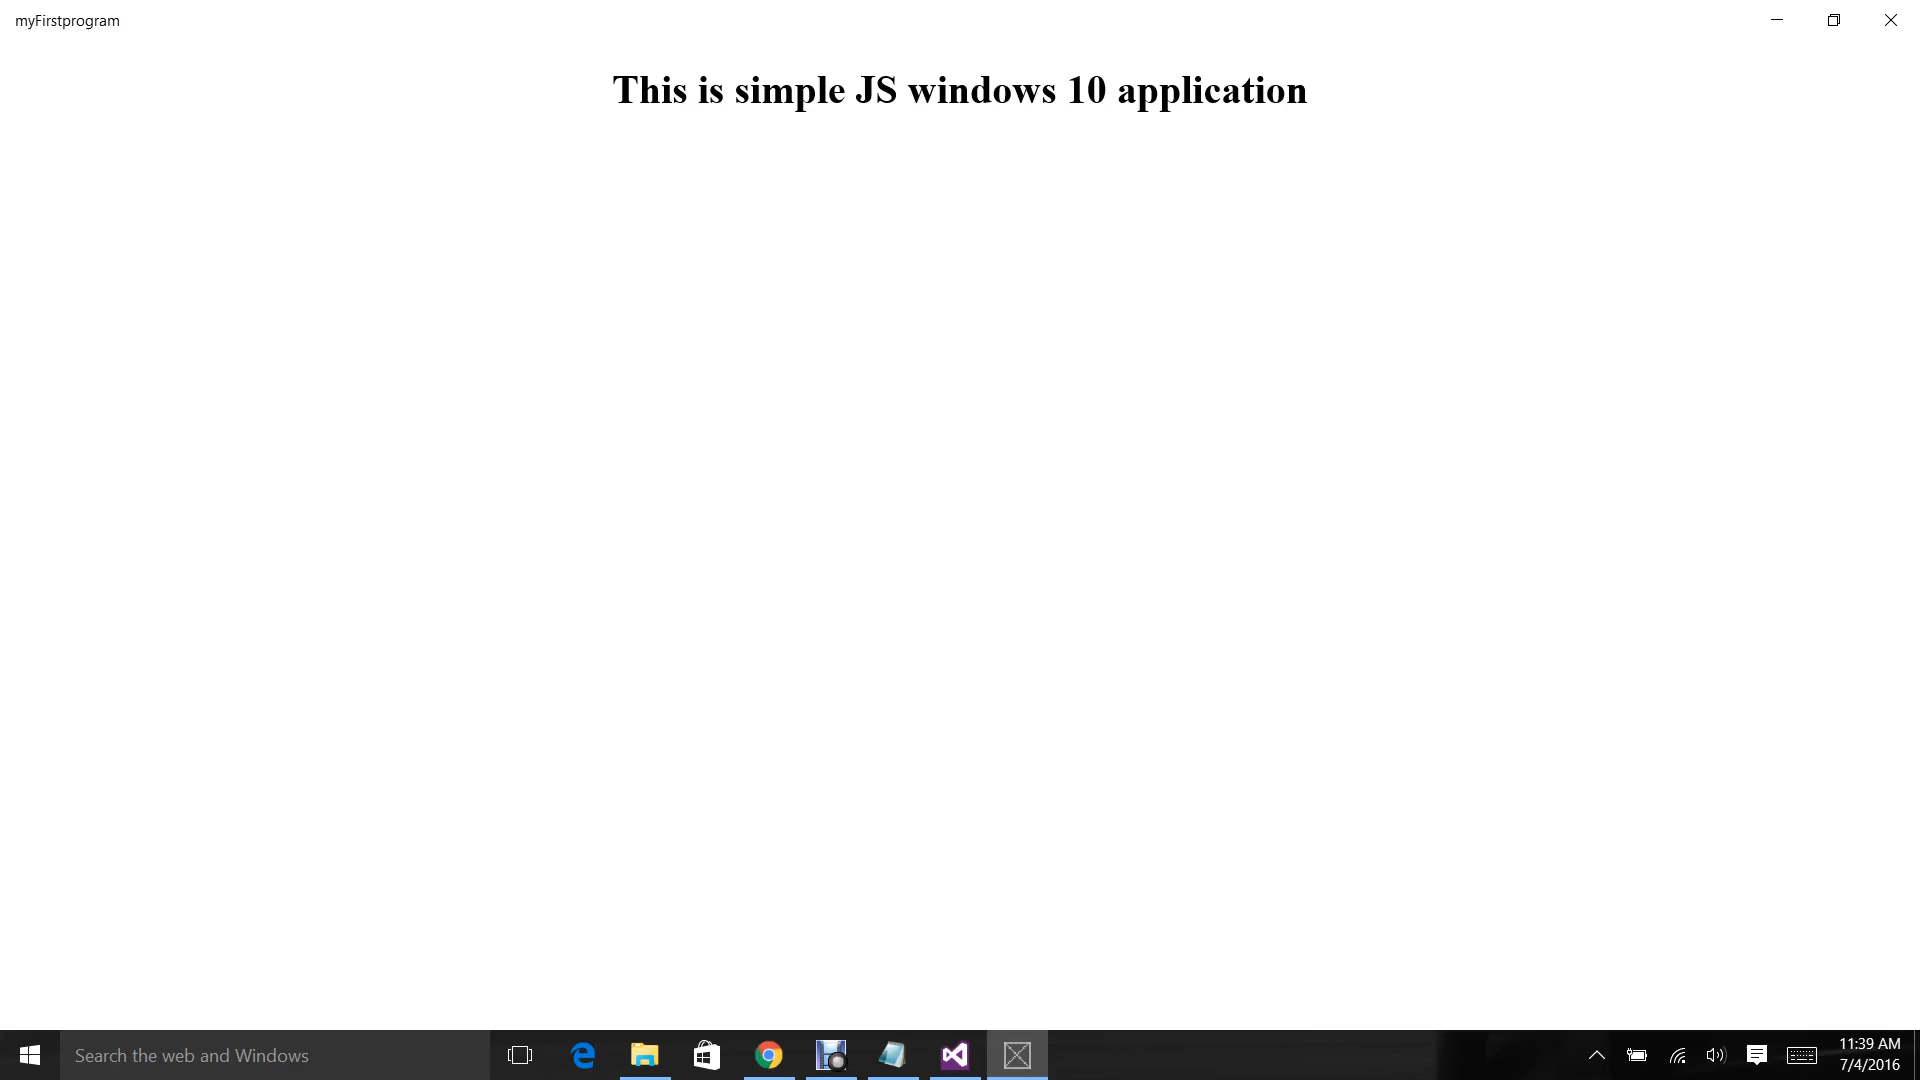 myFirstprogram
This is simple JS windows 10 application
Search the web and Windows
11:39 AM
7/4/2016